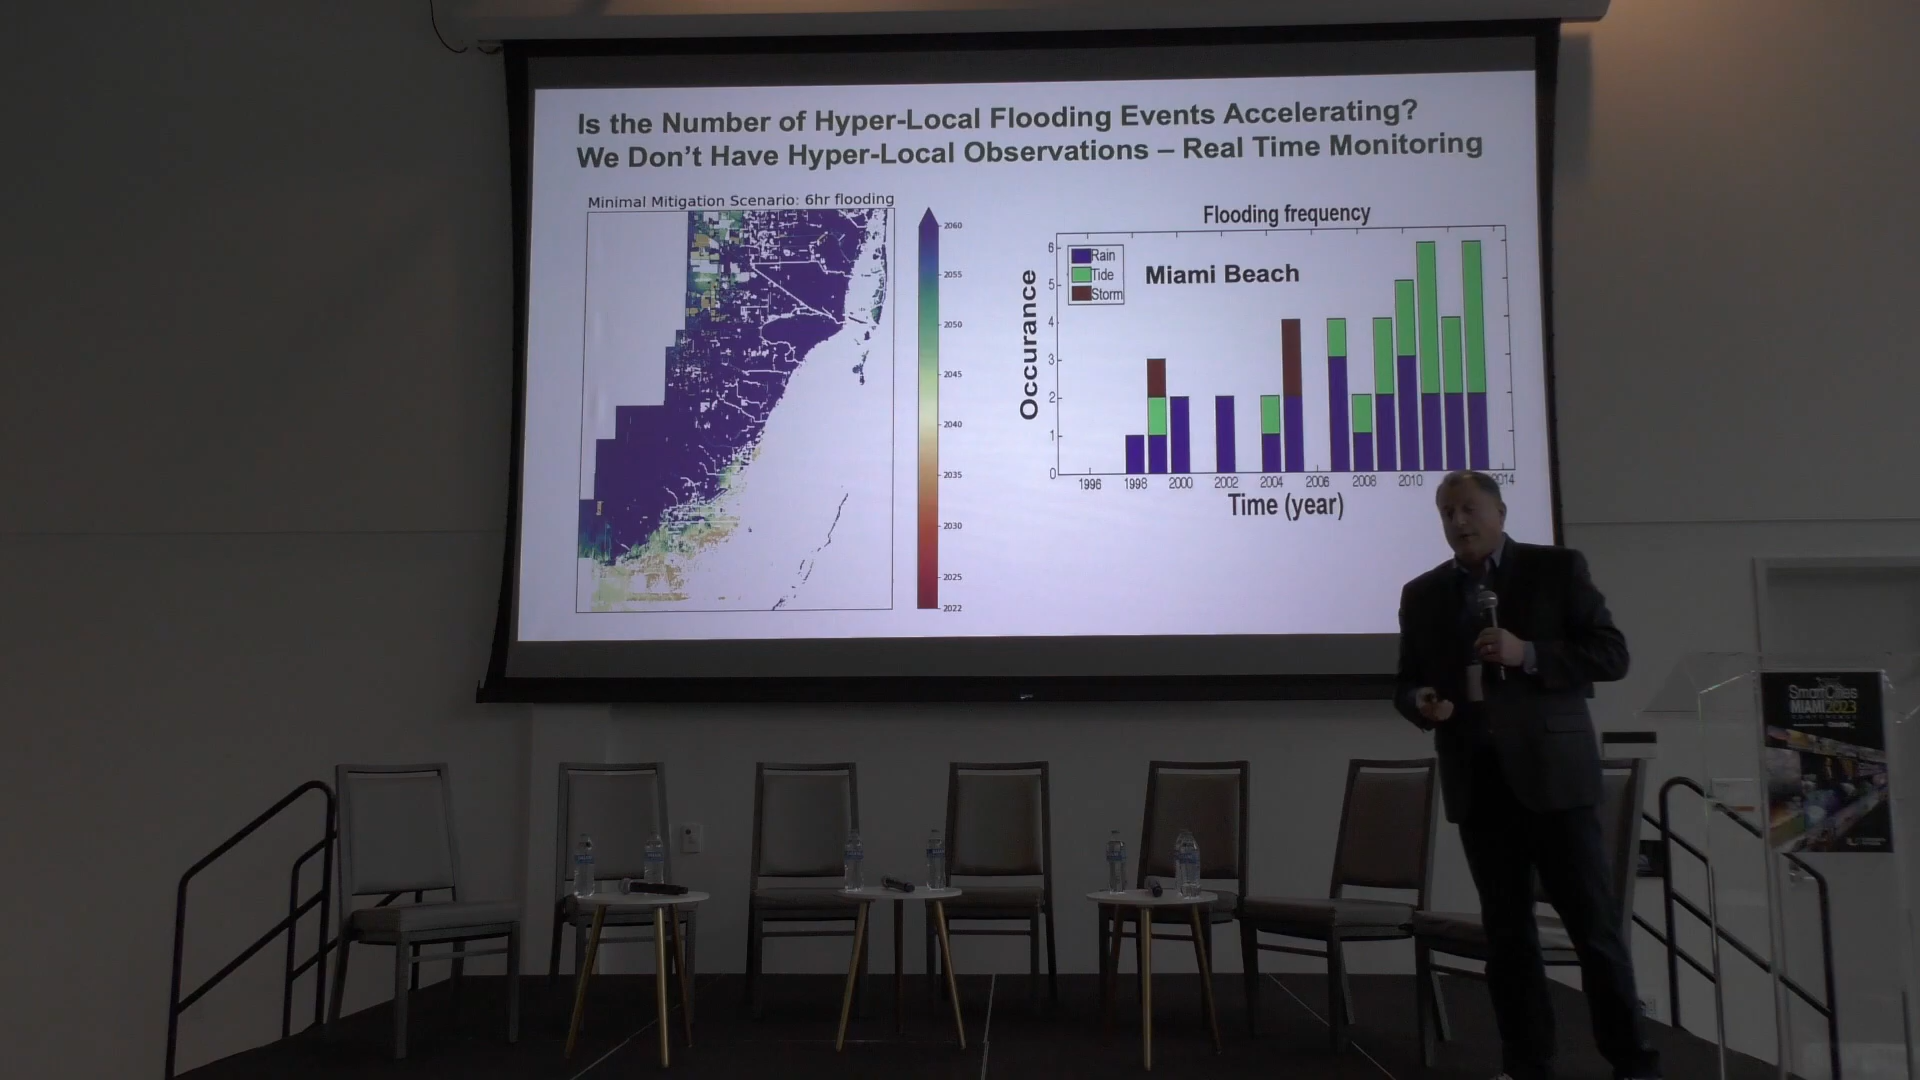 Is the Number of Hyper-Local Flooding Events Accelerating?
We Don't Have Hyper-Local Observations – Real Time Monitoring
Minimal Mitigation Scenario: 6hr flooding
2060
2055
2050
2045
2040
2035
2030
2025
2022
Flooding frequency
Miami Beach
Rain
Tide
Storm
Occurance
6
5
4
3
2
1
0
1996 1998 2000 2002 2004 2006 2008 2010 2014
Time (year)
SmartCities
MIAMI2023
CONFERENCE